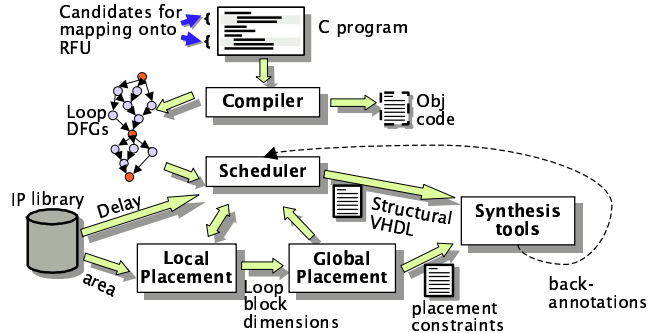 Candidates for
mapping onto
RFU
C program
Compiler
Obj
code
Loop
DFGs
Scheduler
IP library
Delay
Structural
VHDL
Synthesis
tools
area
Local
Placement
Global
Placement
Loop
block
dimensions
placement
constraints
back-
annotations